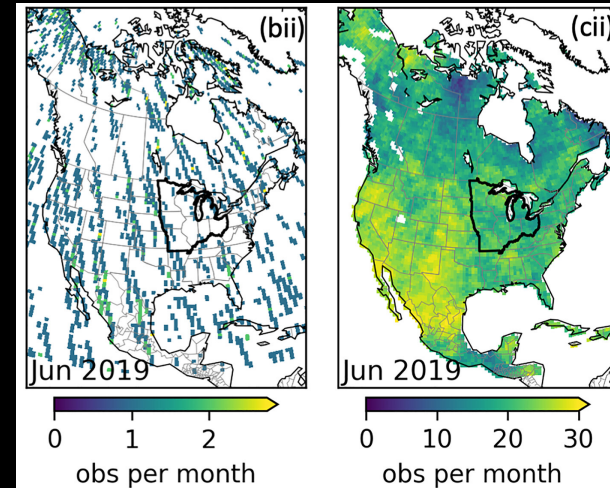 (bii)
Jun 2019
0 1 2
obs per month
(cii)
Jun 2019
0 10 20 30
obs per month